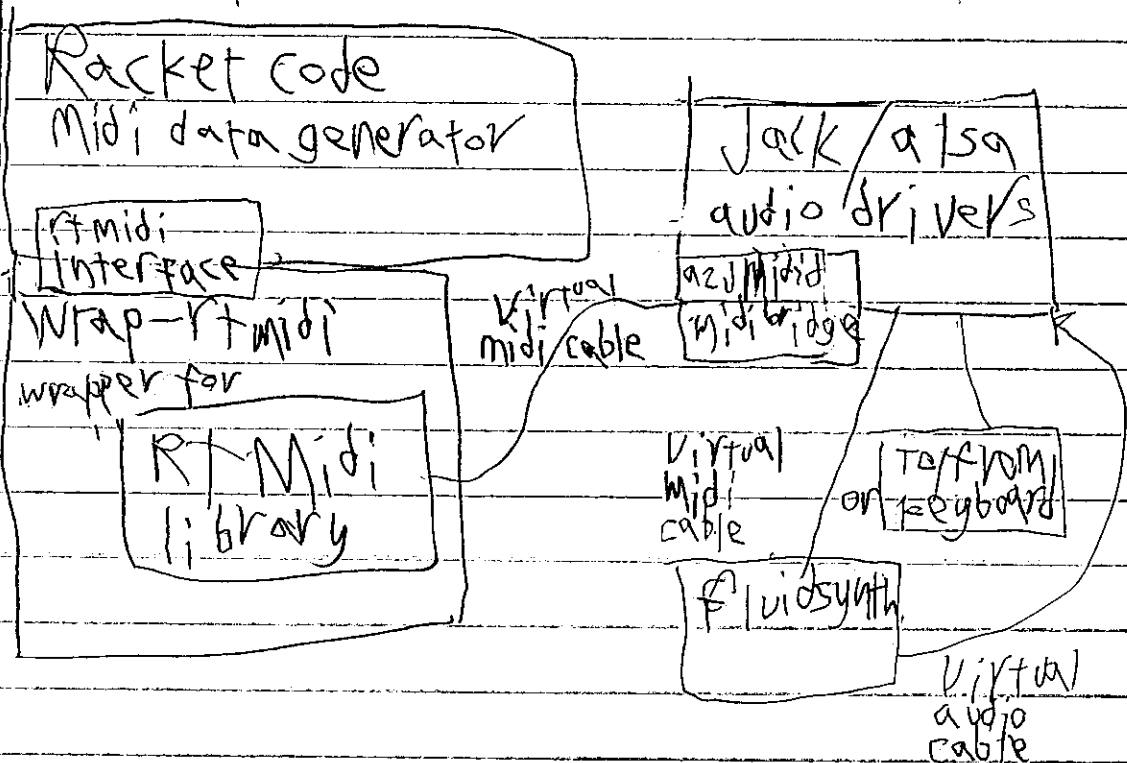 Racket code
Midi data generator
rtmidi
interface
Wrap-rtmidi
wrapper for
RtMidi
library
Virtual
midi cable
Jack/alsa
audio drivers
a2jMidid
Midi bridge
Virtual
Midi
cable
or
To/from
keyboard
fluidsynth
Virtual
audio
cable